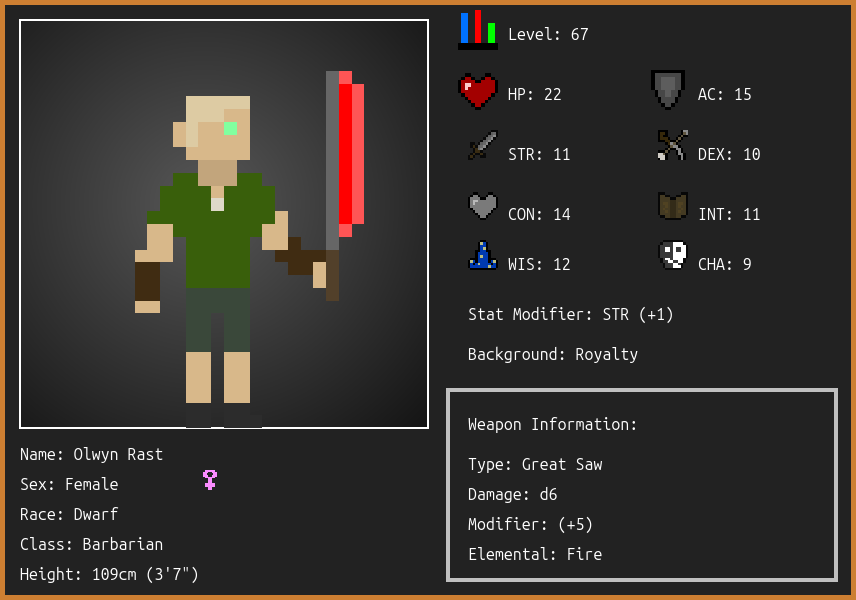 Level: 67
HP: 22
AC: 15
STR: 11
DEX: 10
CON: 14
INT: 11
WIS: 12
CHA: 9
Stat Modifier: STR (+1)
Background: Royalty
Weapon Information:
Type: Great Saw
Damage: d6
Modifier: (+5)
Elemental: Fire
Name: Olwyn Rast
Sex: Female
Race: Dwarf
Class: Barbarian
Height: 109cm (3'7")